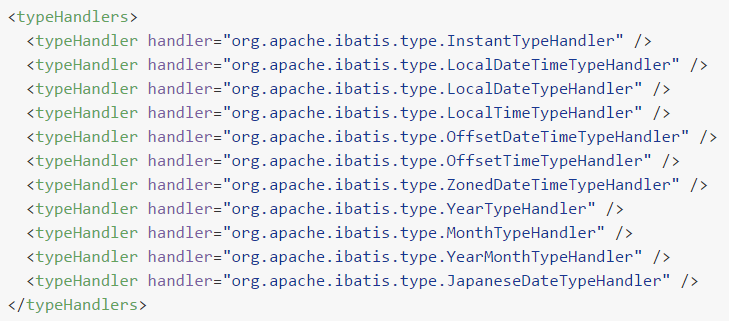 <typeHandlers>
  <typeHandler handler="org.apache.ibatis.type.InstantTypeHandler" />
  <typeHandler handler="org.apache.ibatis.type.LocalDateTimeTypeHandler" />
  <typeHandler handler="org.apache.ibatis.type.LocalDateTypeHandler" />
  <typeHandler handler="org.apache.ibatis.type.LocalTimeTypeHandler" />
  <typeHandler handler="org.apache.ibatis.type.OffsetDateTimeTypeHandler" />
  <typeHandler handler="org.apache.ibatis.type.OffsetTimeTypeHandler" />
  <typeHandler handler="org.apache.ibatis.type.ZonedDateTimeTypeHandler" />
  <typeHandler handler="org.apache.ibatis.type.YearTypeHandler" />
  <typeHandler handler="org.apache.ibatis.type.MonthTypeHandler" />
  <typeHandler handler="org.apache.ibatis.type.YearMonthTypeHandler" />
  <typeHandler handler="org.apache.ibatis.type.JapaneseDateTypeHandler" />
</typeHandlers>